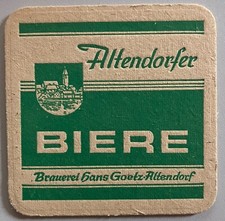 Altendorfer
BIERE
Brauerei Hans Goetz-Altendorf